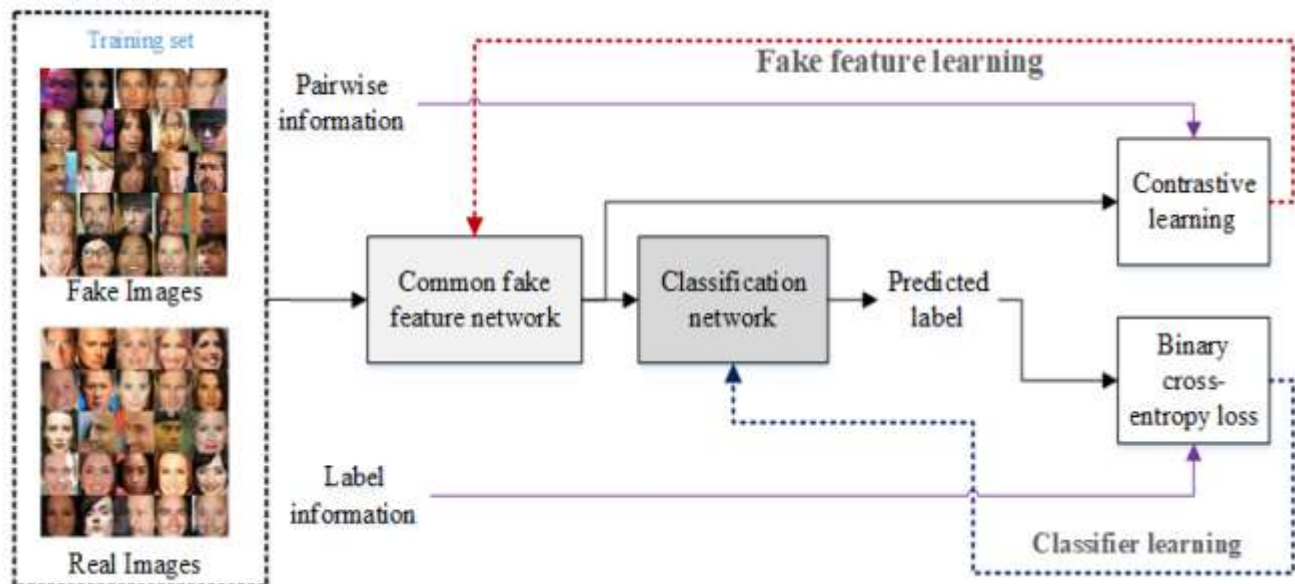 Training set
Fake Images
Real Images
Pairwise
information
Label
information
Common fake
feature network
Classification
network
Predicted
label
Fake feature learning
Contrastive
learning
Binary
cross-
entropy loss
Classifier learning